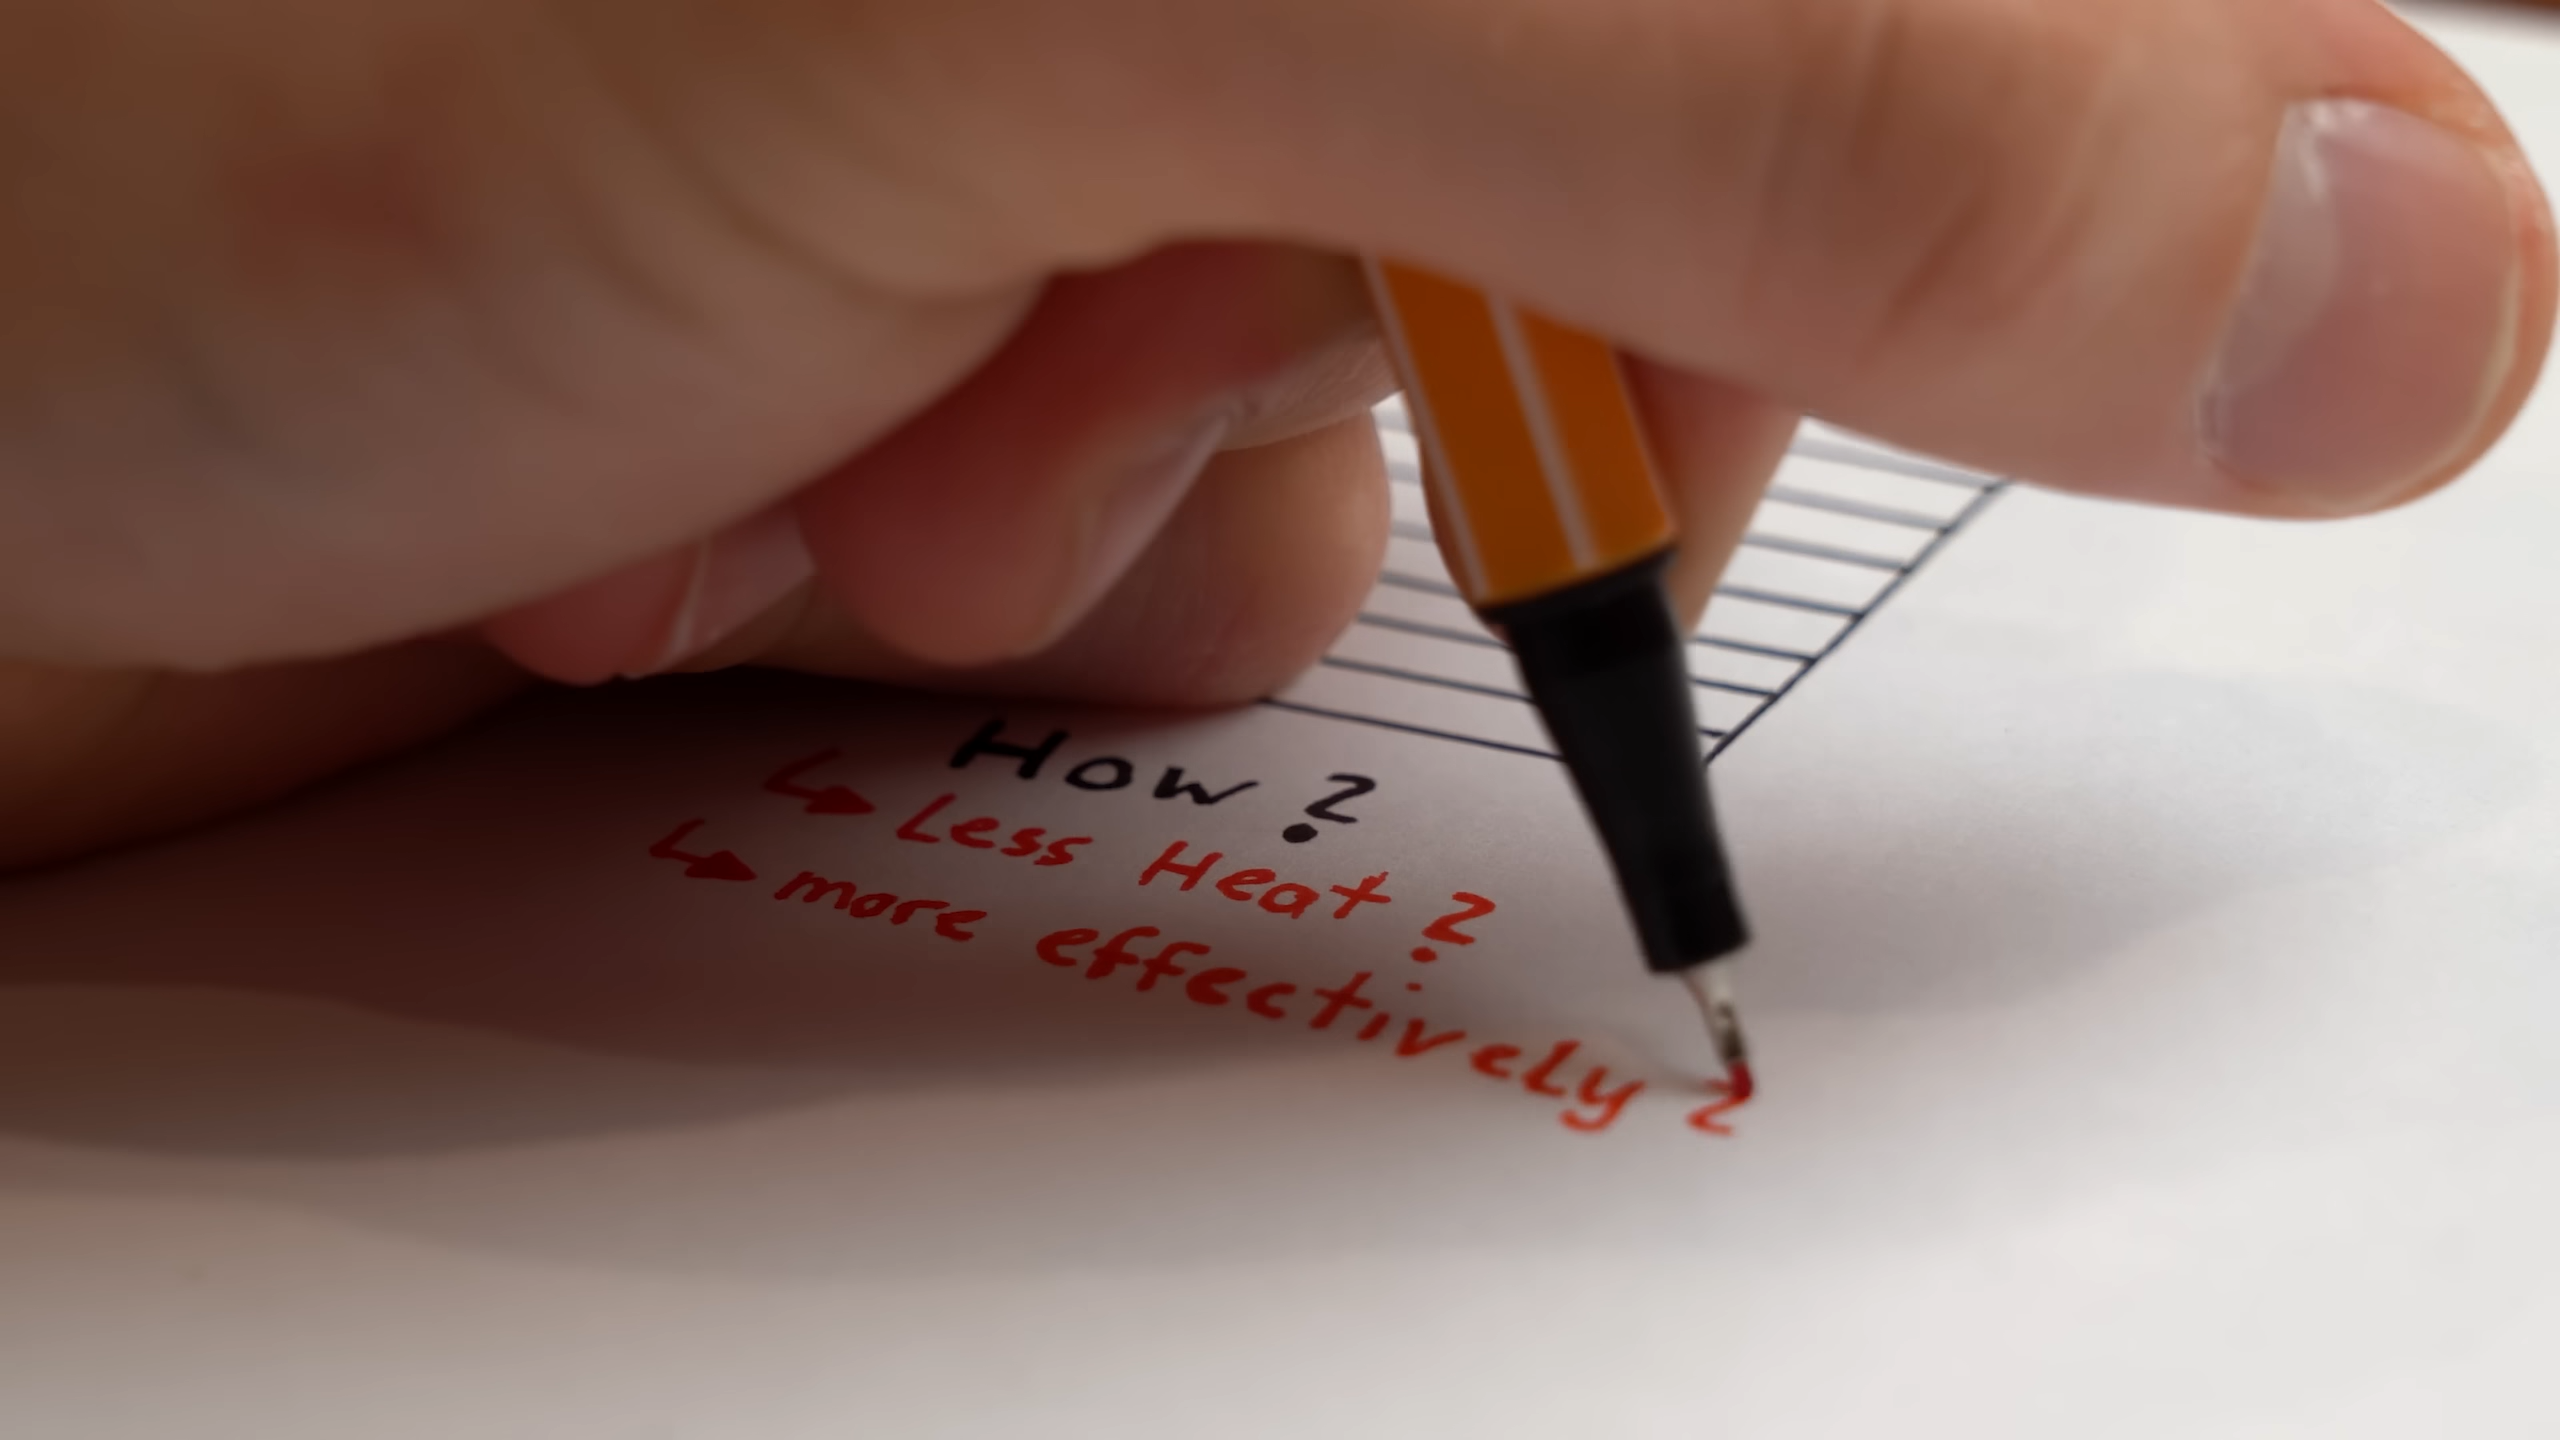 How ?
↳ Less Heat ?
↳ more effectively ?